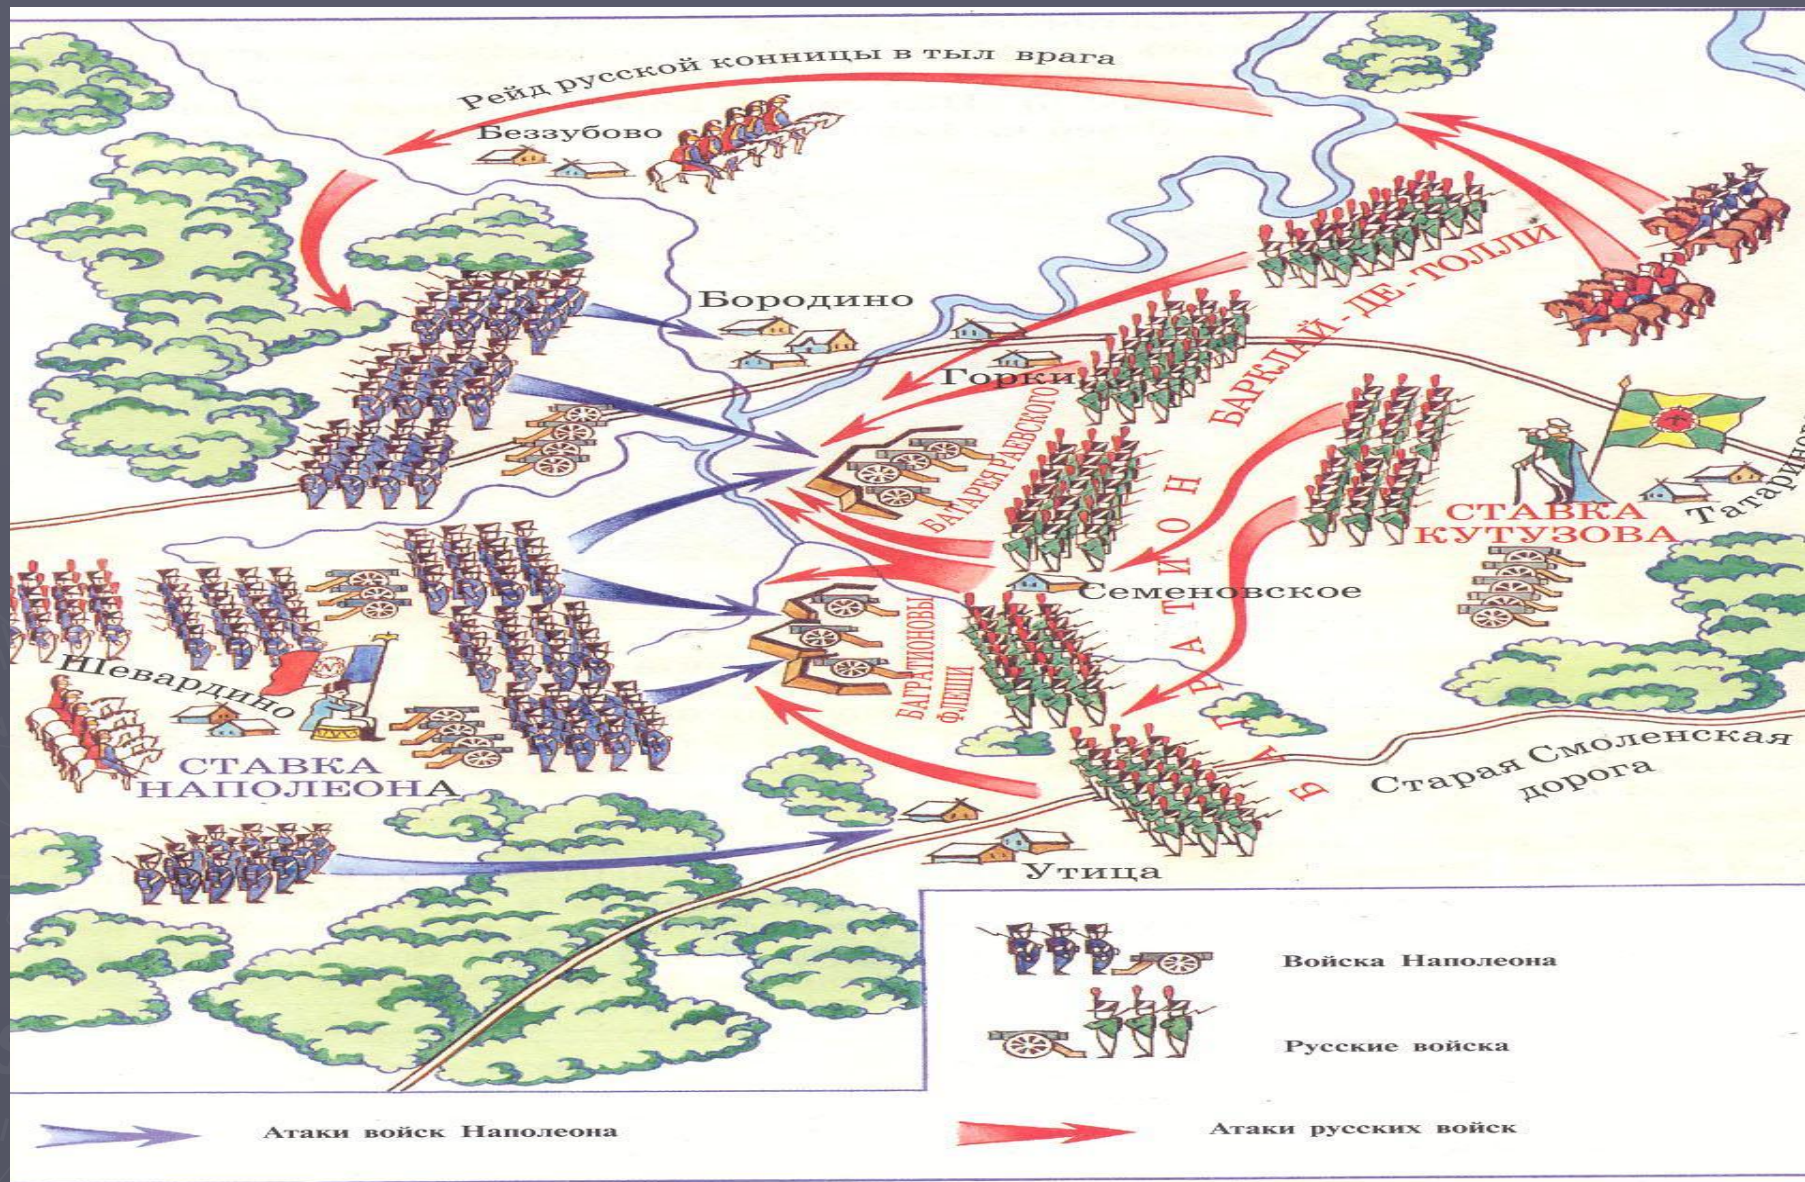 Рейд русской конницы в тыл врага
Беззубово
Бородино
БАРКЛАЙ - ДЕ - ТОЛЛИ
Горки
БАТАРЕЯ РАЕВСКОГО
БАГРАТИОН
СТАВКА
КУТУЗОВА
Семеновское
БАГРАТИОНОВЫ
ФЛЕШИ
Шевардино
СТАВКА
НАПОЛЕОНА
Старая Смоленская
дорога
Утица
Войска Наполеона
Русские войска
Атаки войск Наполеона
Атаки русских войск